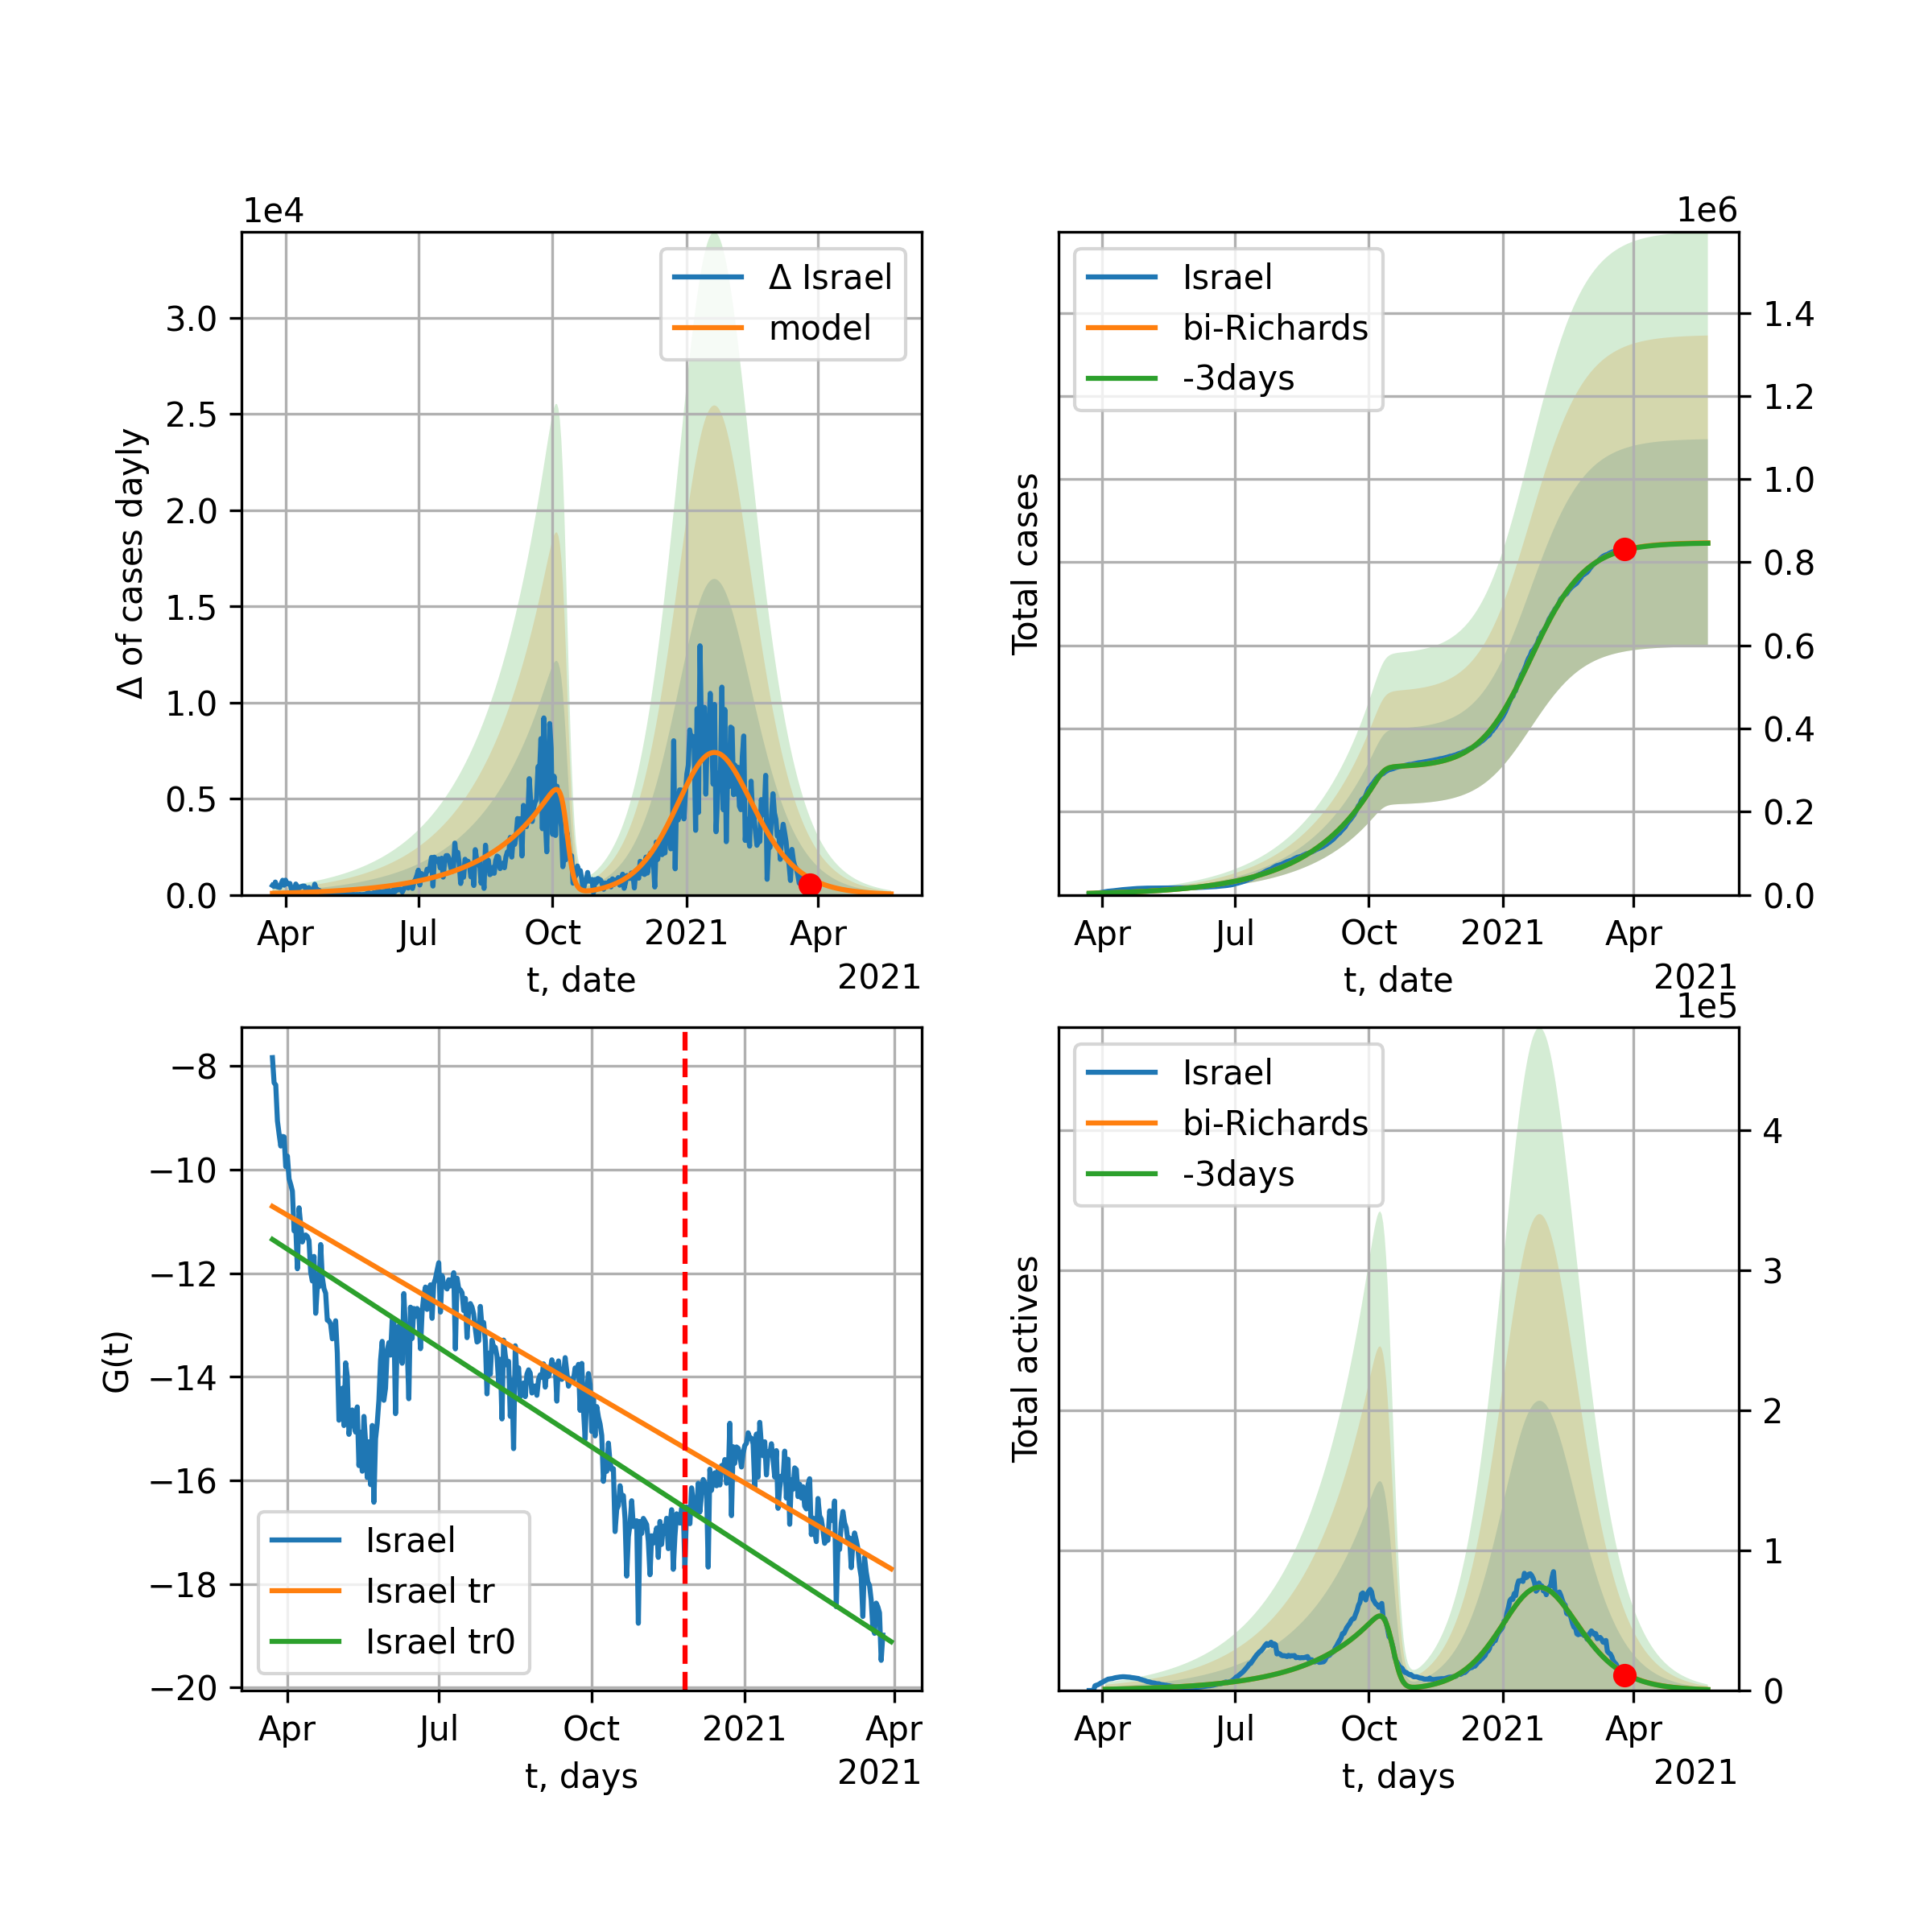 1e4
Δ of cases dayly
3.0
2.5
2.0
1.5
1.0
0.5
0.0
Δ Israel
model
Apr Jul Oct 2021 Apr
t, date
2021
1e6
Total cases
Israel
bi-Richards
-3days
1.4
1.2
1.0
0.8
0.6
0.4
0.2
0.0
Apr Jul Oct 2021 Apr
t, date
2021
G(t)
−8
−10
−12
−14
−16
−18
−20
Israel
Israel tr
Israel tr0
Apr Jul Oct 2021 Apr
t, days
2021
1e5
Total actives
Israel
bi-Richards
-3days
4
3
2
1
0
Apr Jul Oct 2021 Apr
t, days
2021